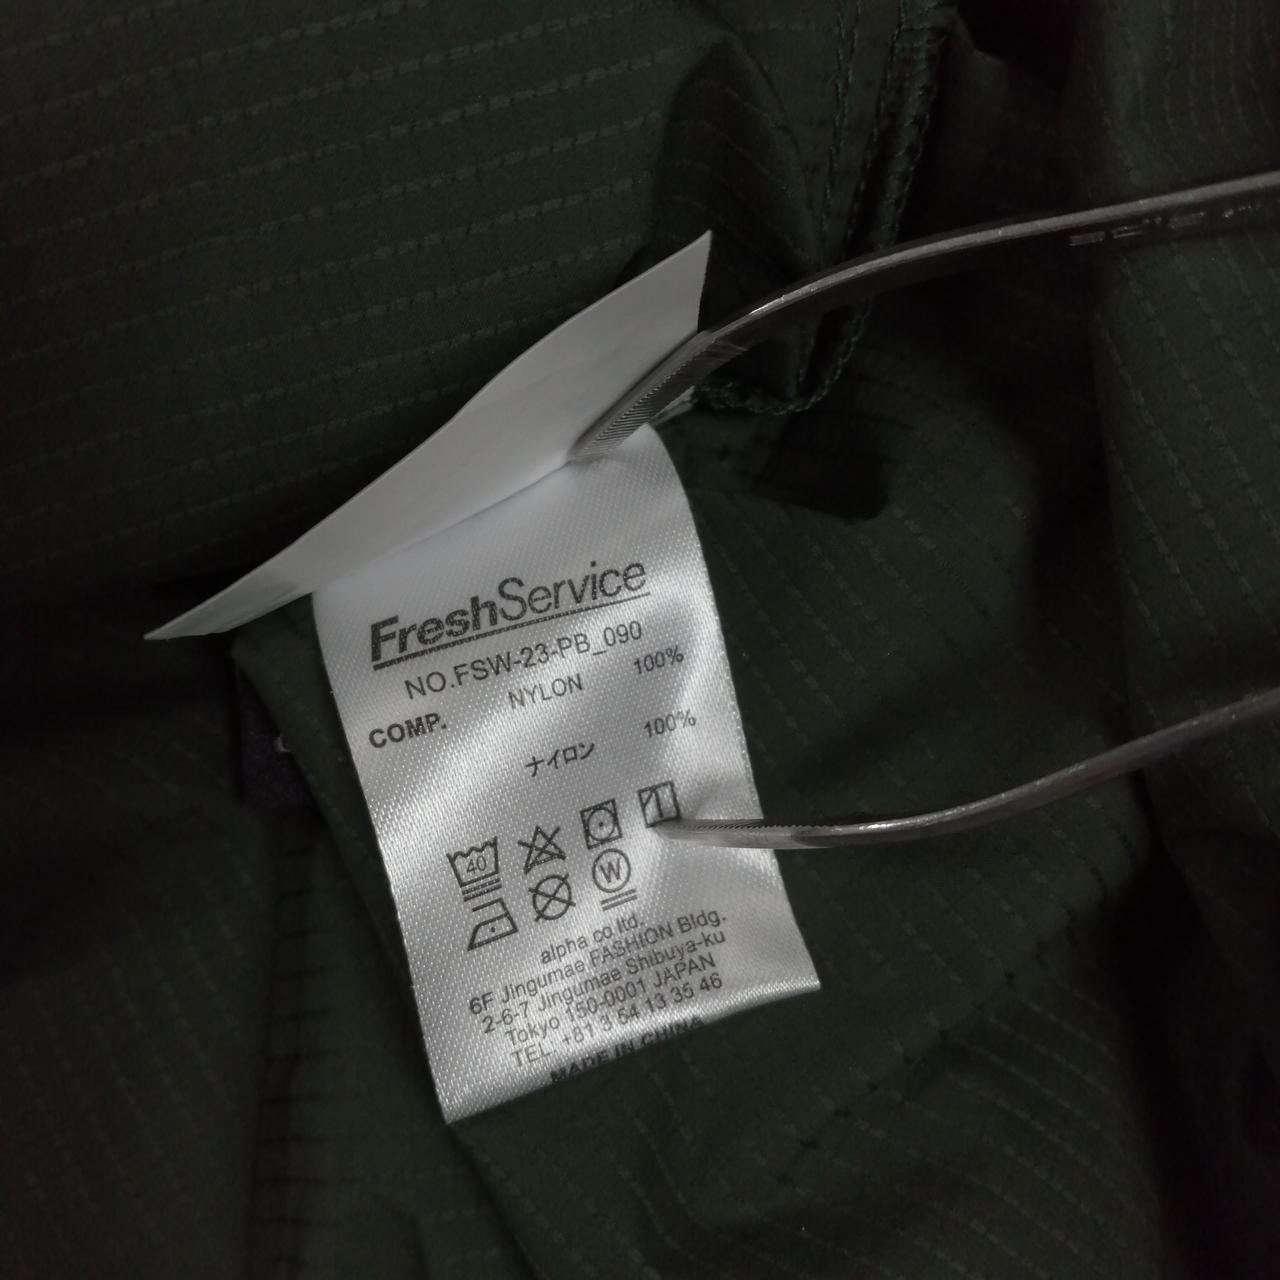 FreshService
NO.FSW-23-PB_090
COMP. NYLON 100%
ナイロン 100%
40
W
alpha co ltd.
6F Jingumae FASHION Bldg.
2-6-7 Jingumae Shibuya-ku
Tokyo 150-0001 JAPAN
TEL +81 3 54 13 35 46
MADE IN CHINA